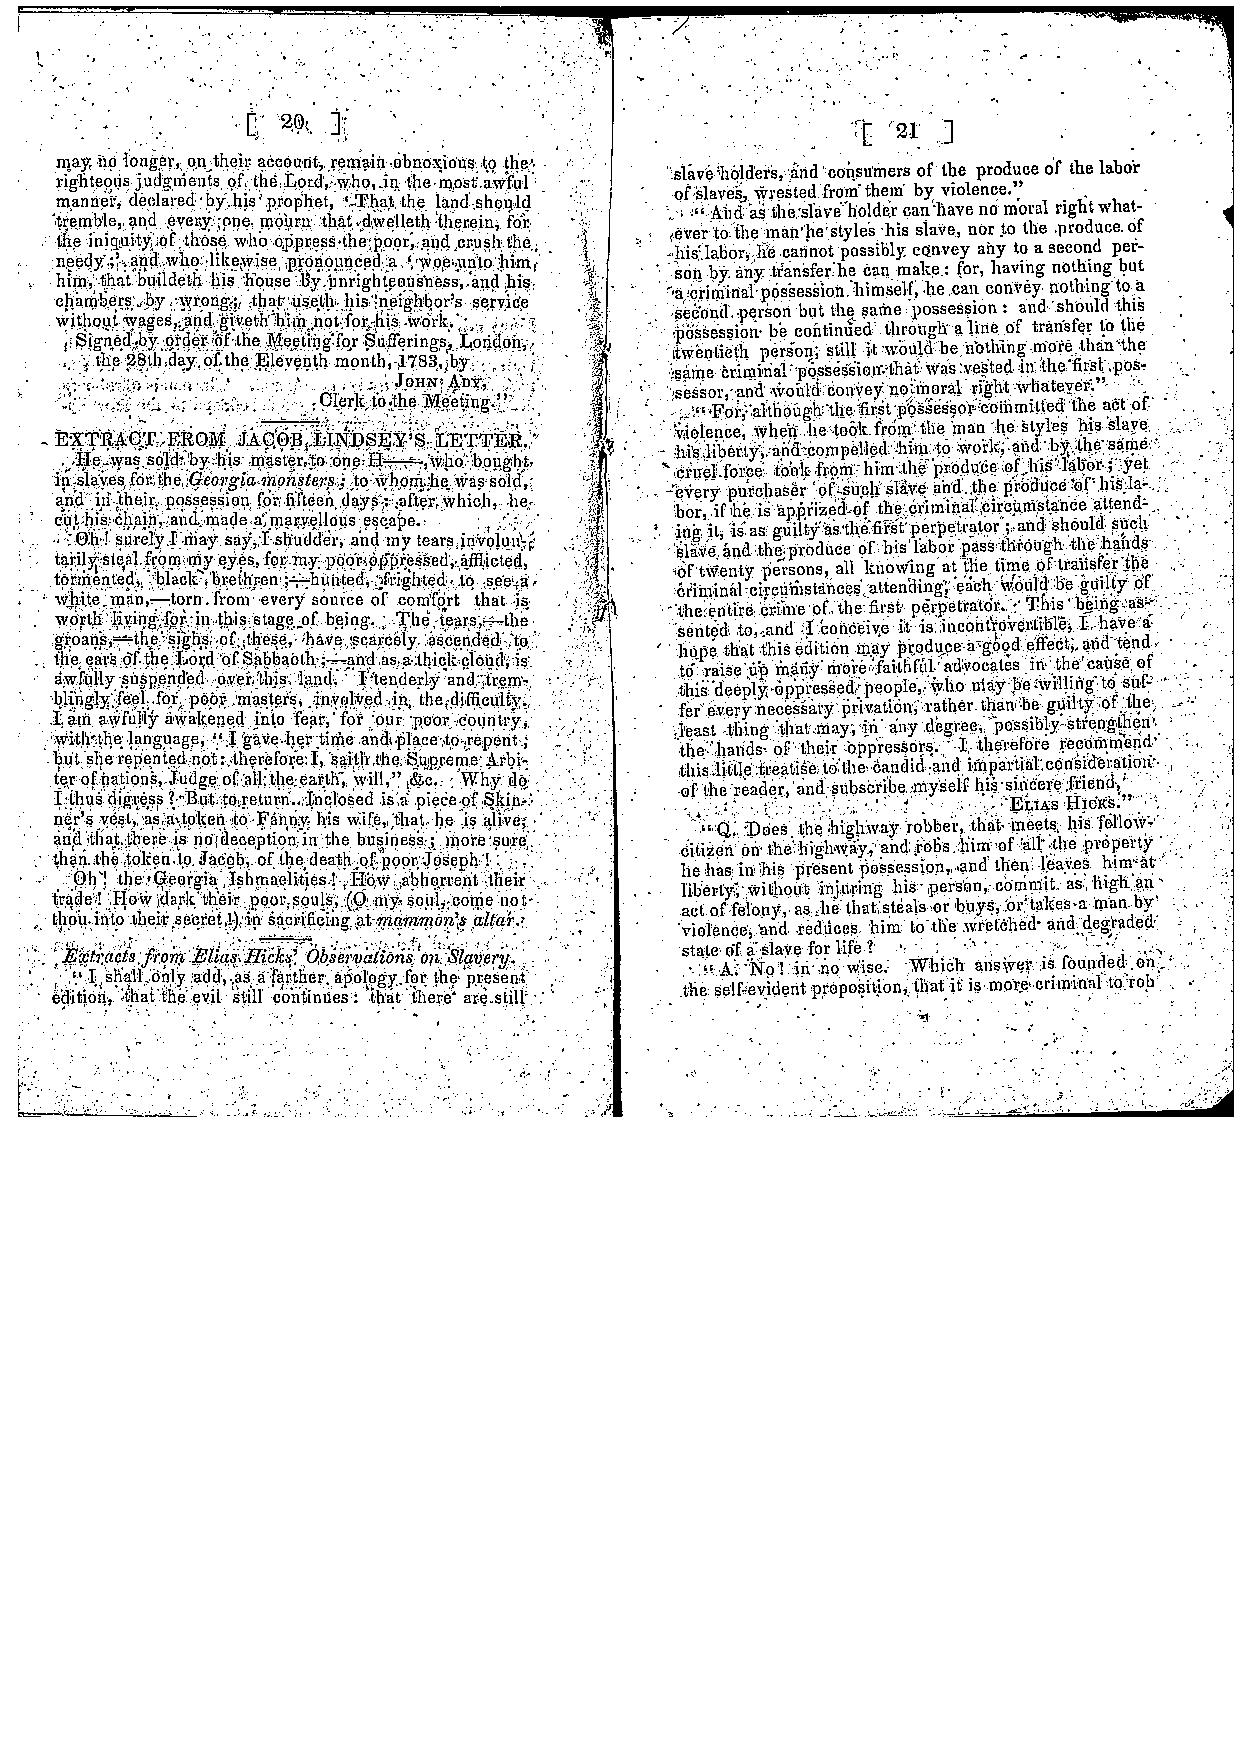 [ 20 ]
may no longer, on their account, remain obnoxious to the
righteous judgments of the Lord, who, in the most awful
manner, declared by his prophet, 'That the land should
tremble, and every one mourn that dwelleth therein, for
the iniquity of those who oppress the poor, and crush the
needy;' and who likewise pronounced a 'woe unto him,
him, that buildeth his house by unrighteousness, and his
chambers by wrong; that useth his neighbor's service
without wages, and giveth him not for his work.'
Signed by order of the Meeting for Sufferings, London,
the 28th day of the Eleventh month, 1783, by
JOHN ADY,
Clerk to the Meeting."
EXTRACT FROM JACOB LINDSEY'S LETTER.
He was sold by his master to one H——, who bought
in slaves for the Georgia monsters; to whom he was sold,
and in their possession for fifteen days; after which, he
cut his chain, and made a marvellous escape.
Oh! surely I may say, I shudder, and my tears involun-
tarily steal from my eyes, for my poor oppressed, afflicted,
tormented, black brethren;—hunted, frighted to see a
white man,—torn from every source of comfort that is
worth living for in this stage of being. The tears,—the
groans,—the sighs of these, have scarcely ascended to
the ears of the Lord of Sabbaoth;—and as a thick cloud, is
awfully suspended over this land. I tenderly and trem-
blingly feel for poor masters, involved in the difficulty.
I am awfully awakened into fear, for our poor country,
with the language, "I gave her time and place to repent;
but she repented not: therefore I, saith the Supreme Arbi-
ter of nations, Judge of all the earth, will," &c. Why do
I thus digress? But to return. Inclosed is a piece of Skin-
ner's vest, as a token to Fanny his wife, that he is alive;
and that there is no deception in the business; more sure
than the token to Jacob, of the death of poor Joseph!
Oh! the Georgia Ishmaelities! How abhorrent their
trade! How dark their poor souls, (O my soul, come not
thou into their secret!) in sacrificing at mammon's altar.
Extracts from Elias Hicks' Observations on Slavery.
"I shall only add, as a farther apology for the present
edition, that the evil still continues: that there are still
[ 21 ]
slave holders, and consumers of the produce of the labor
of slaves, wrested from them by violence."
"And as the slave holder can have no moral right what-
ever to the man he styles his slave, nor to the produce of
his labor, he cannot possibly convey any to a second per-
son by any transfer he can make: for, having nothing but
a criminal possession himself, he can convey nothing to a
second person but the same possession: and should this
possession be continued through a line of transfer to the
twentieth person, still it would be nothing more than the
same criminal possession that was vested in the first pos-
sessor, and would convey no moral right whatever."
"For, although the first possessor committed the act of
violence, when he took from the man he styles his slave
his liberty, and compelled him to work, and by the same
cruel force took from him the produce of his labor; yet
every purchaser of such slave and the produce of his la-
bor, if he is apprized of the criminal circumstance attend-
ing it, is as guilty as the first perpetrator; and should such
slave and the produce of his labor pass through the hands
of twenty persons, all knowing at the time of transfer the
criminal circumstances attending, each would be guilty of
the entire crime of the first perpetrator. This being as-
sented to, and I conceive it is incontrovertible, I have a
hope that this edition may produce a good effect, and tend
to raise up many more faithful advocates in the cause of
this deeply oppressed people, who may be willing to suf-
fer every necessary privation, rather than be guilty of the
least thing that may, in any degree, possibly strengthen
the hands of their oppressors. I therefore recommend
this little treatise to the candid and impartial consideration
of the reader, and subscribe myself his sincere friend,
ELIAS HICKS."
"Q. Does the highway robber, that meets his fellow-
citizen on the highway, and robs him of all the property
he has in his present possession, and then leaves him at
liberty, without injuring his person, commit as high an
act of felony, as he that steals or buys, or takes a man by
violence, and reduces him to the wretched and degraded
state of a slave for life?
"A. No! in no wise. Which answer is founded on
the self-evident proposition, that it is more criminal to rob